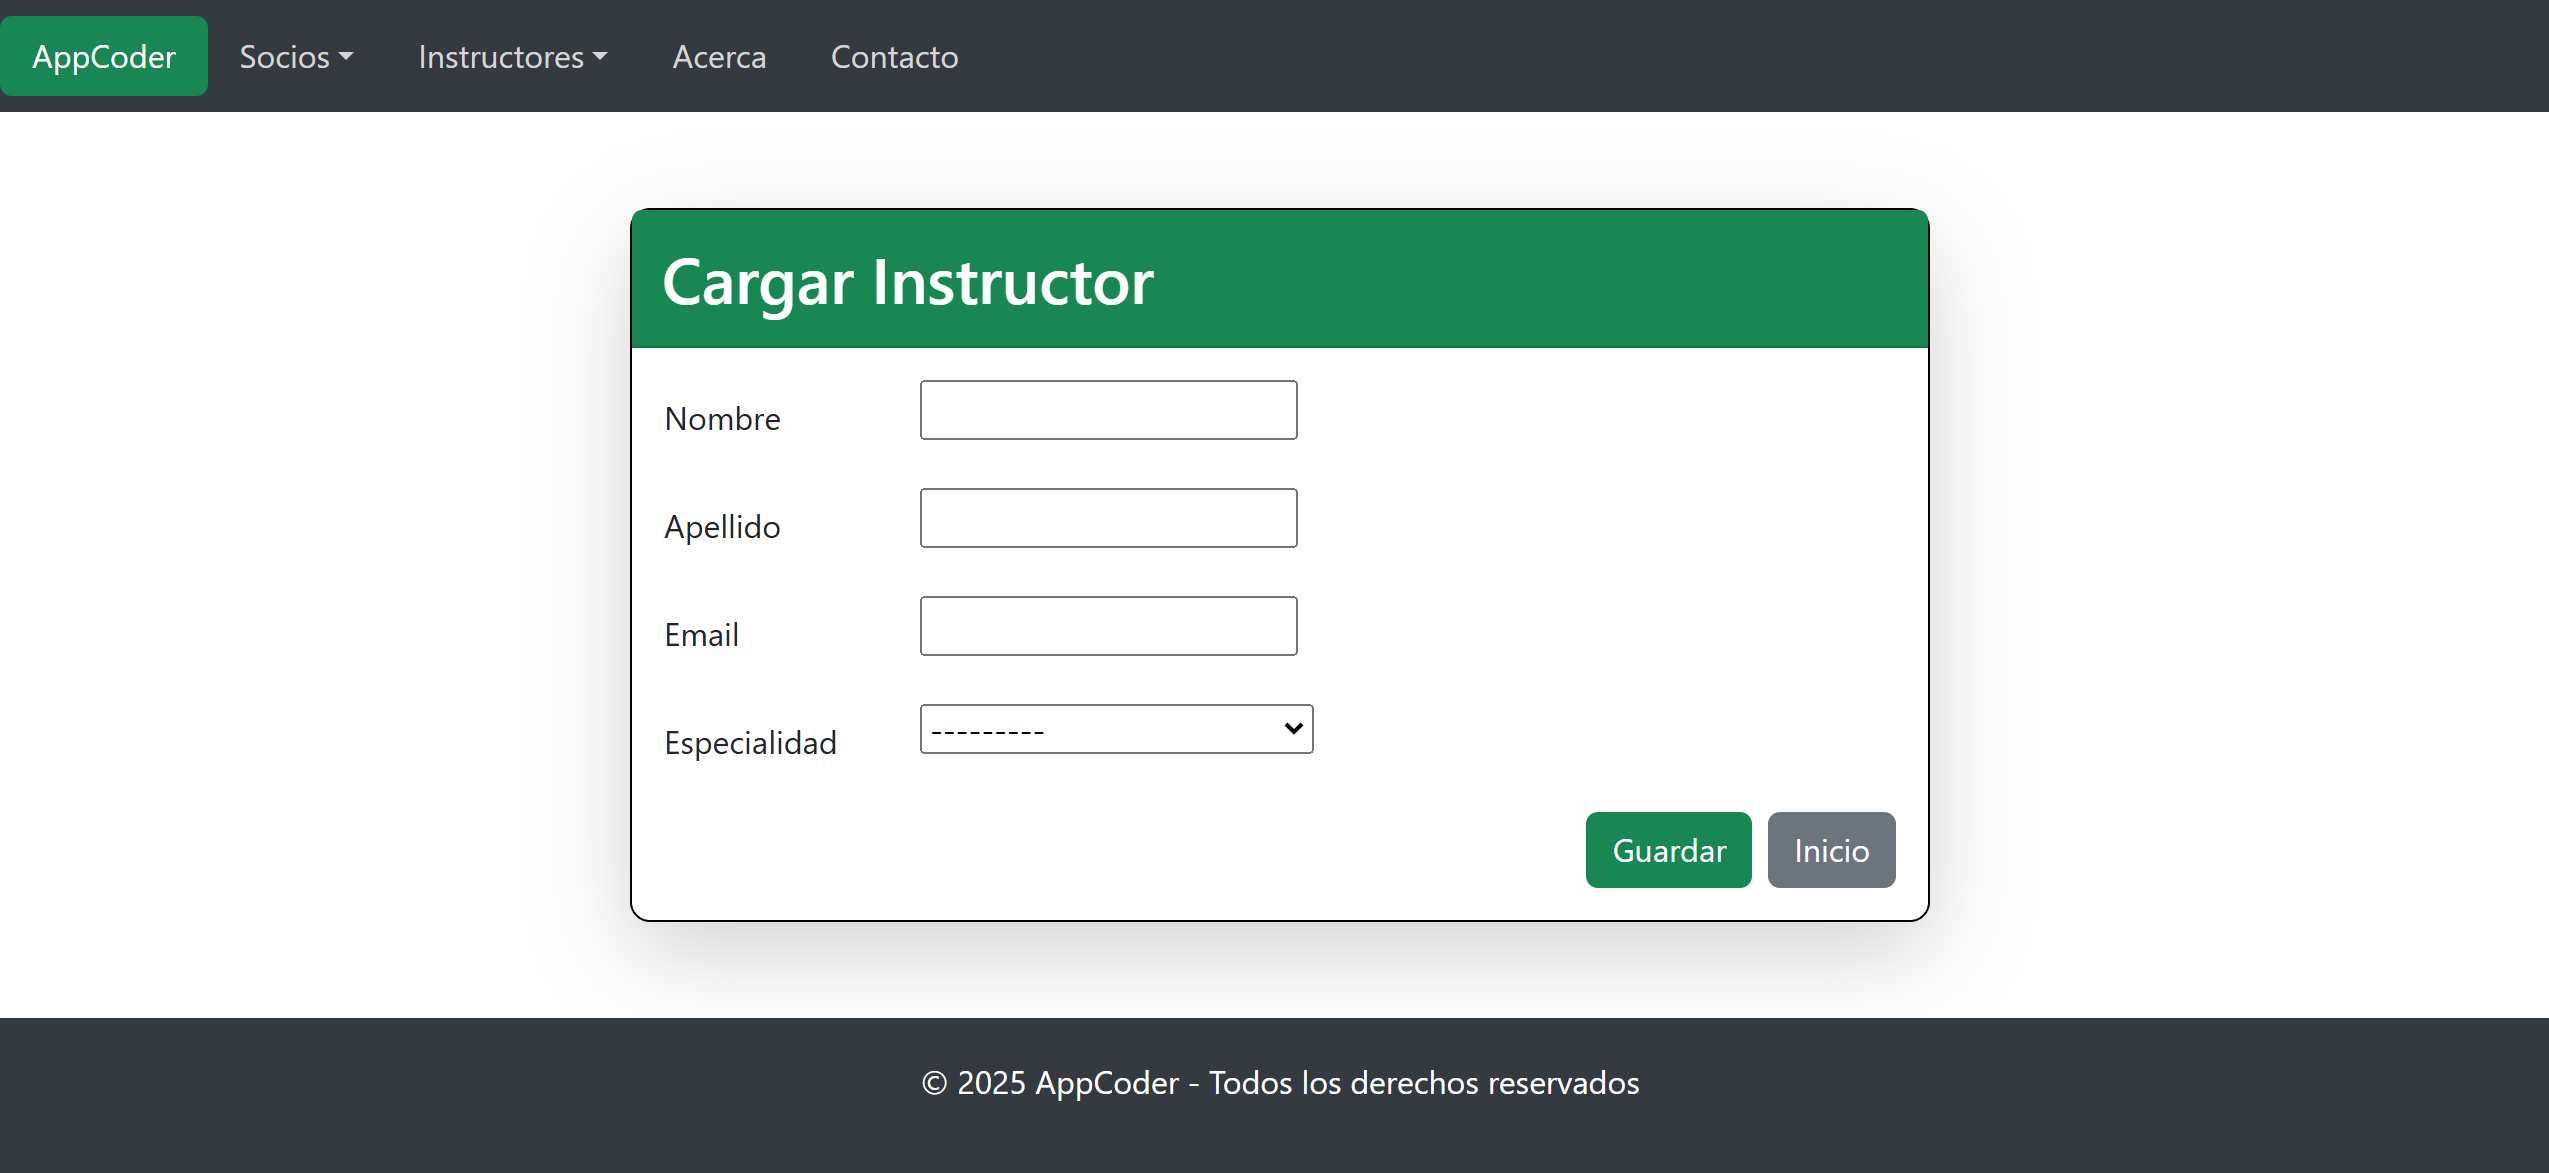 AppCoder Socios Instructores Acerca Contacto
Cargar Instructor
Nombre
Apellido
Email
Especialidad ---------
Guardar Inicio
© 2025 AppCoder - Todos los derechos reservados